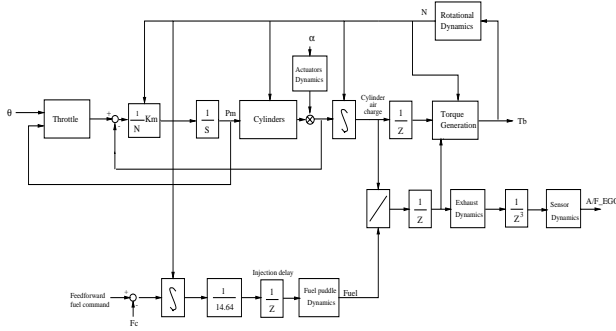 N
Rotational
Dynamics
α
Actuators
Dynamics
Cylinder
air
charge
θ
Throttle
+
-
1
N
Km
1
S
Pm
Cylinders
1
Z
Torque
Generation
Tb
1
Z
Exhaust
Dynamics
1
Z³
Sensor
Dynamics
A/F_EGO
Feedforward
fuel command
+
-
Fc
1
14.64
Injection delay
1
Z
Fuel puddle
Dynamics
Fuel